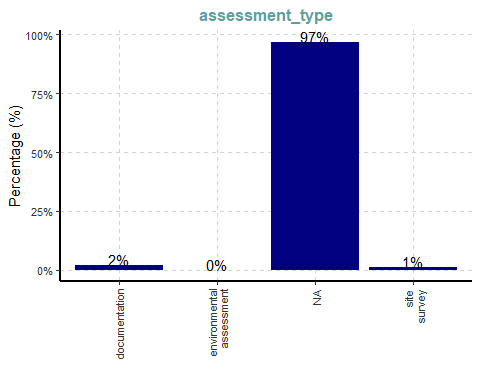 assessment_type
Percentage (%)
100%
75%
50%
25%
0%
2%
0%
97%
1%
documentation
environmental
assessment
NA
site
survey